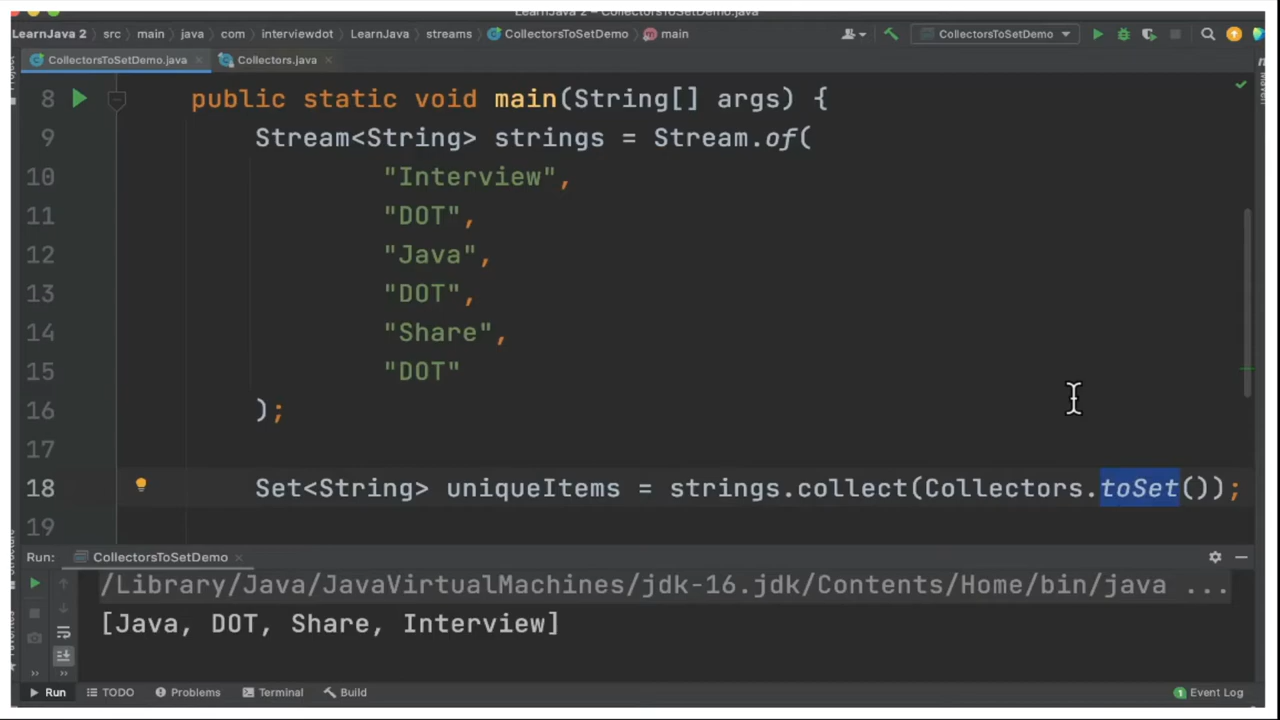 LearnJava 2 – CollectorsToSetDemo.java
LearnJava 2 › src › main › java › com › interviewdot › LearnJava › streams › CollectorsToSetDemo › main CollectorsToSetDemo
CollectorsToSetDemo.java × Collectors.java ×
Maven
8 public static void main(String[] args) {
9 Stream<String> strings = Stream.of(
10 "Interview",
11 "DOT",
12 "Java",
13 "DOT",
14 "Share",
15 "DOT"
16 );
17
18 Set<String> uniqueItems = strings.collect(Collectors.toSet());
19
Run: CollectorsToSetDemo ×
/Library/Java/JavaVirtualMachines/jdk-16.jdk/Contents/Home/bin/java ...
[Java, DOT, Share, Interview]
Run TODO Problems Terminal Build 1 Event Log